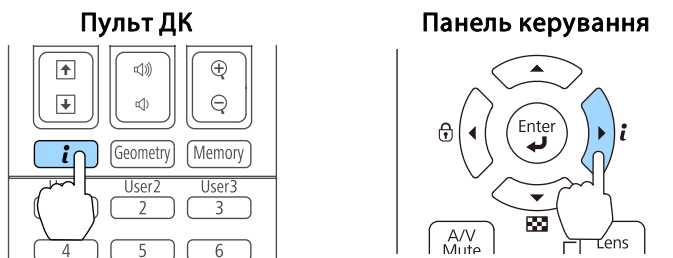 Пульт ДК
Панель керування
i
Geometry
Memory
User2
User3
2
3
4
5
6
Enter
i
A/V
Mute
Lens